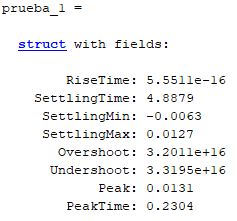 prueba_1 =
struct with fields:
RiseTime: 5.5511e-16
SettlingTime: 4.8879
SettlingMin: -0.0063
SettlingMax: 0.0127
Overshoot: 3.2011e+16
Undershoot: 3.3195e+16
Peak: 0.0131
PeakTime: 0.2304